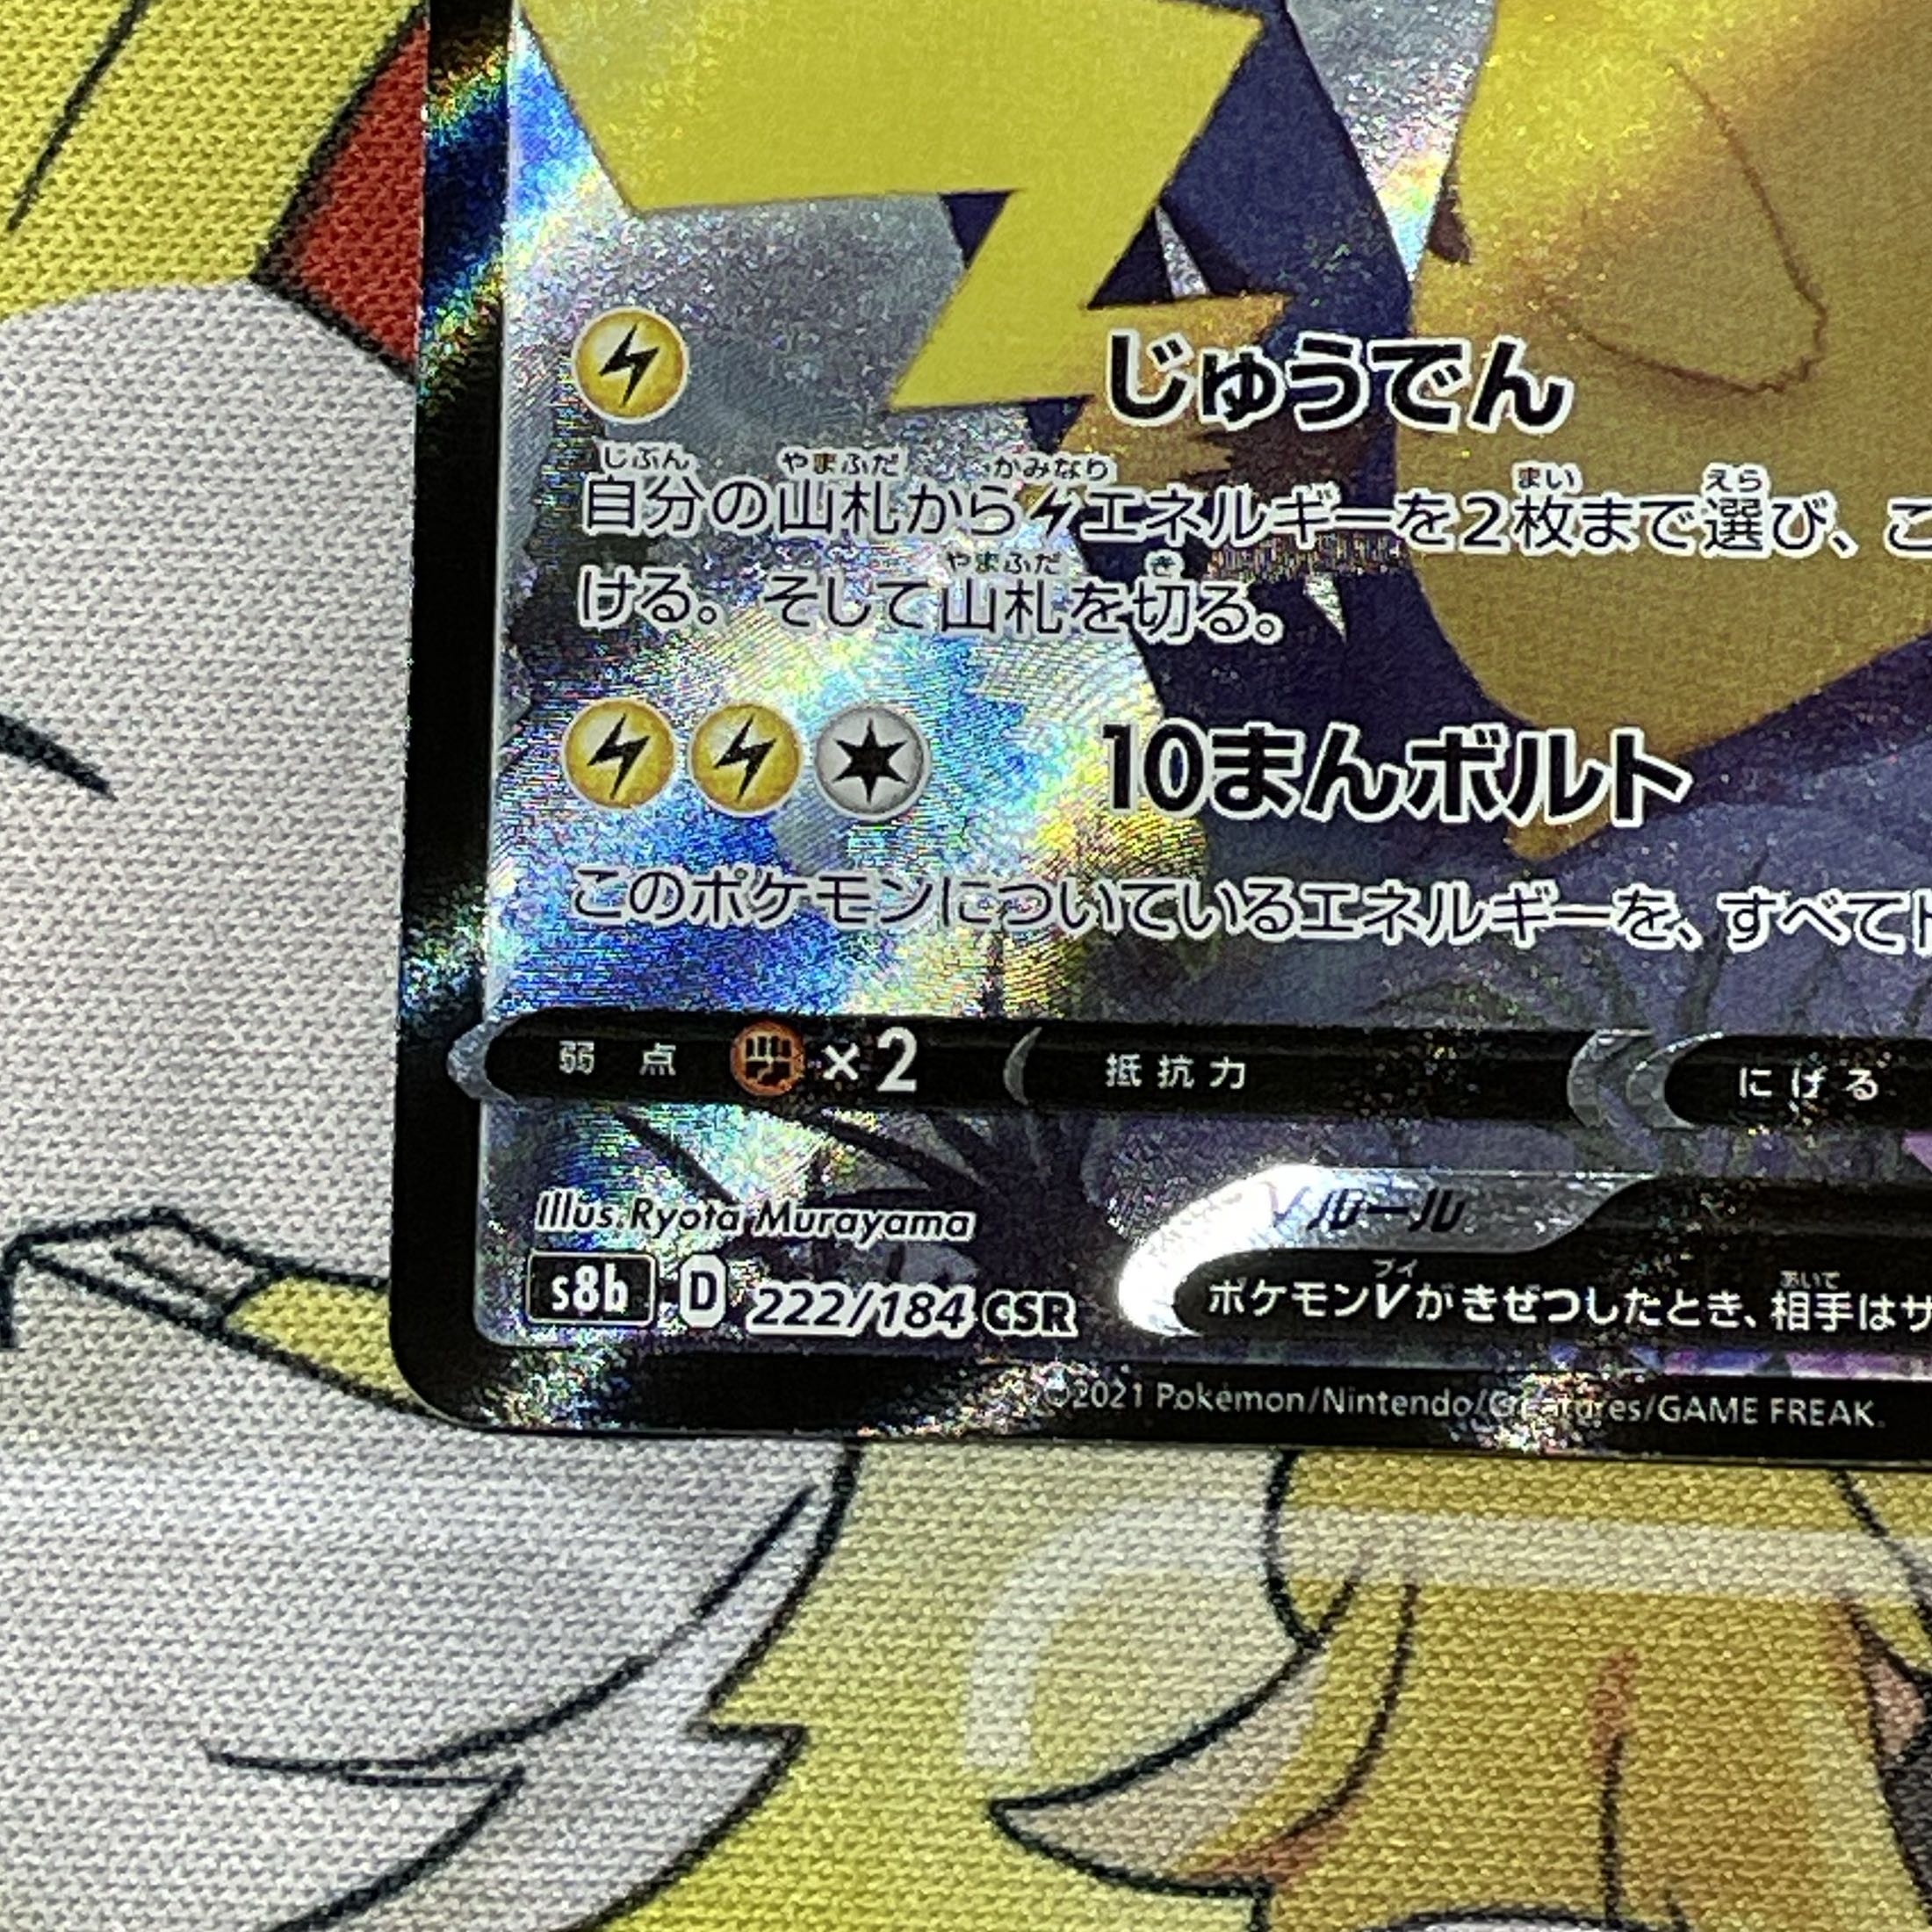 じゅうでん
じぶん やまふだ かみなり まい えら
自分の山札からエネルギーを2枚まで選び、こ
やまふだ き
ける。そして山札を切る。
10まんボルト
このポケモンについているエネルギーを、すべて
弱点 ×2 抵抗力 にげる
Illus. Ryota Murayama
Vルール
s8b D 222/184 CSR
ブイ あいて
ポケモンVがきぜつしたとき、相手はサ
©2021 Pokémon/Nintendo/Creatures/GAME FREAK.